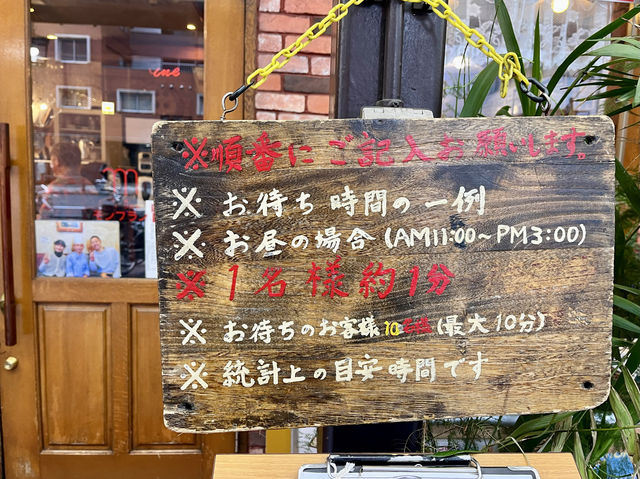 ※順番にご記入お願いします。
※ お待ち時間の一例
※ お昼の場合(AM11:00~PM3:00)
※ 1名様約1分
※ お待ちのお客様10名様(最大10分)
※ 統計上の目安時間です